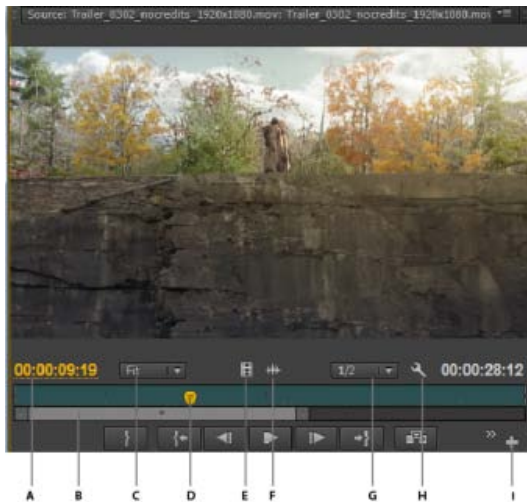 Source: Trailer_0302_nocredits_1920x1080.mov: Trailer_0302_nocredits_1920x1080.mov
00:00:09:19 Fit 1/2 00:00:28:12
A B C D E F G H I